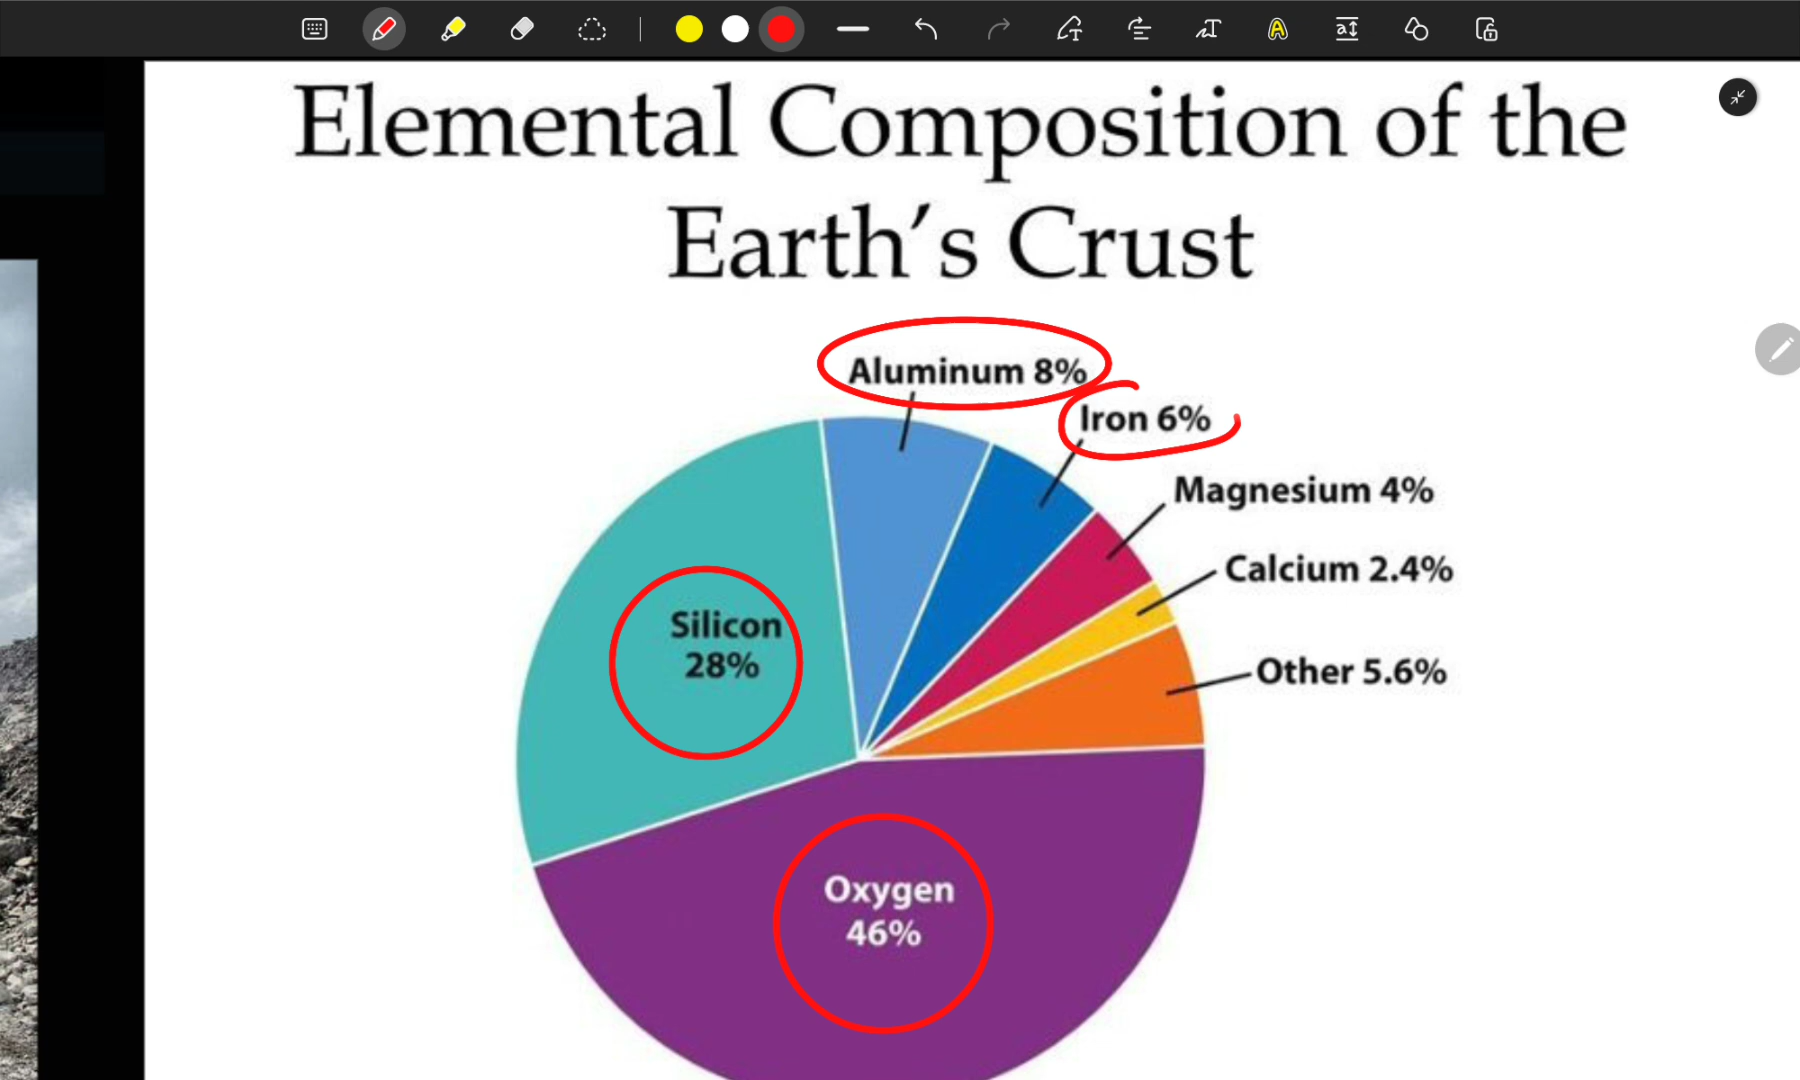 Elemental Composition of the
Earth's Crust
Aluminum 8%
Iron 6%
Magnesium 4%
Calcium 2.4%
Silicon
28%
Other 5.6%
Oxygen
46%